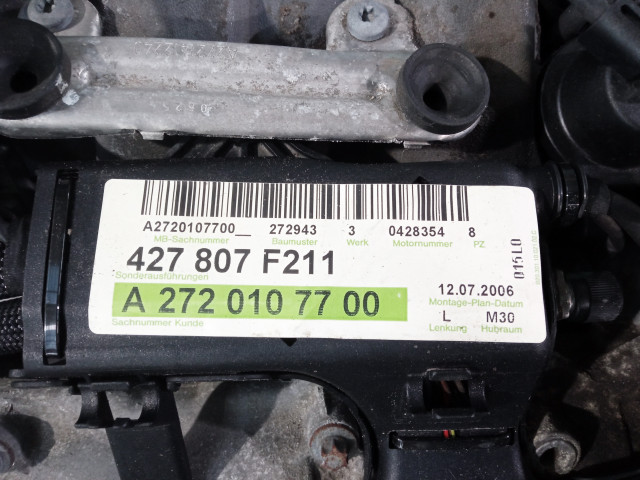 A2720107700__ 272943 3 0428354 8
MB-Sachnummer Baumuster Werk Motornummer PZ
427 807 F211
Sonderausführungen
A 272 010 77 00
Sachnummer Kunde
12.07.2006
Montage-Plan-Datum
L M30
Lenkung Hubraum
015L0